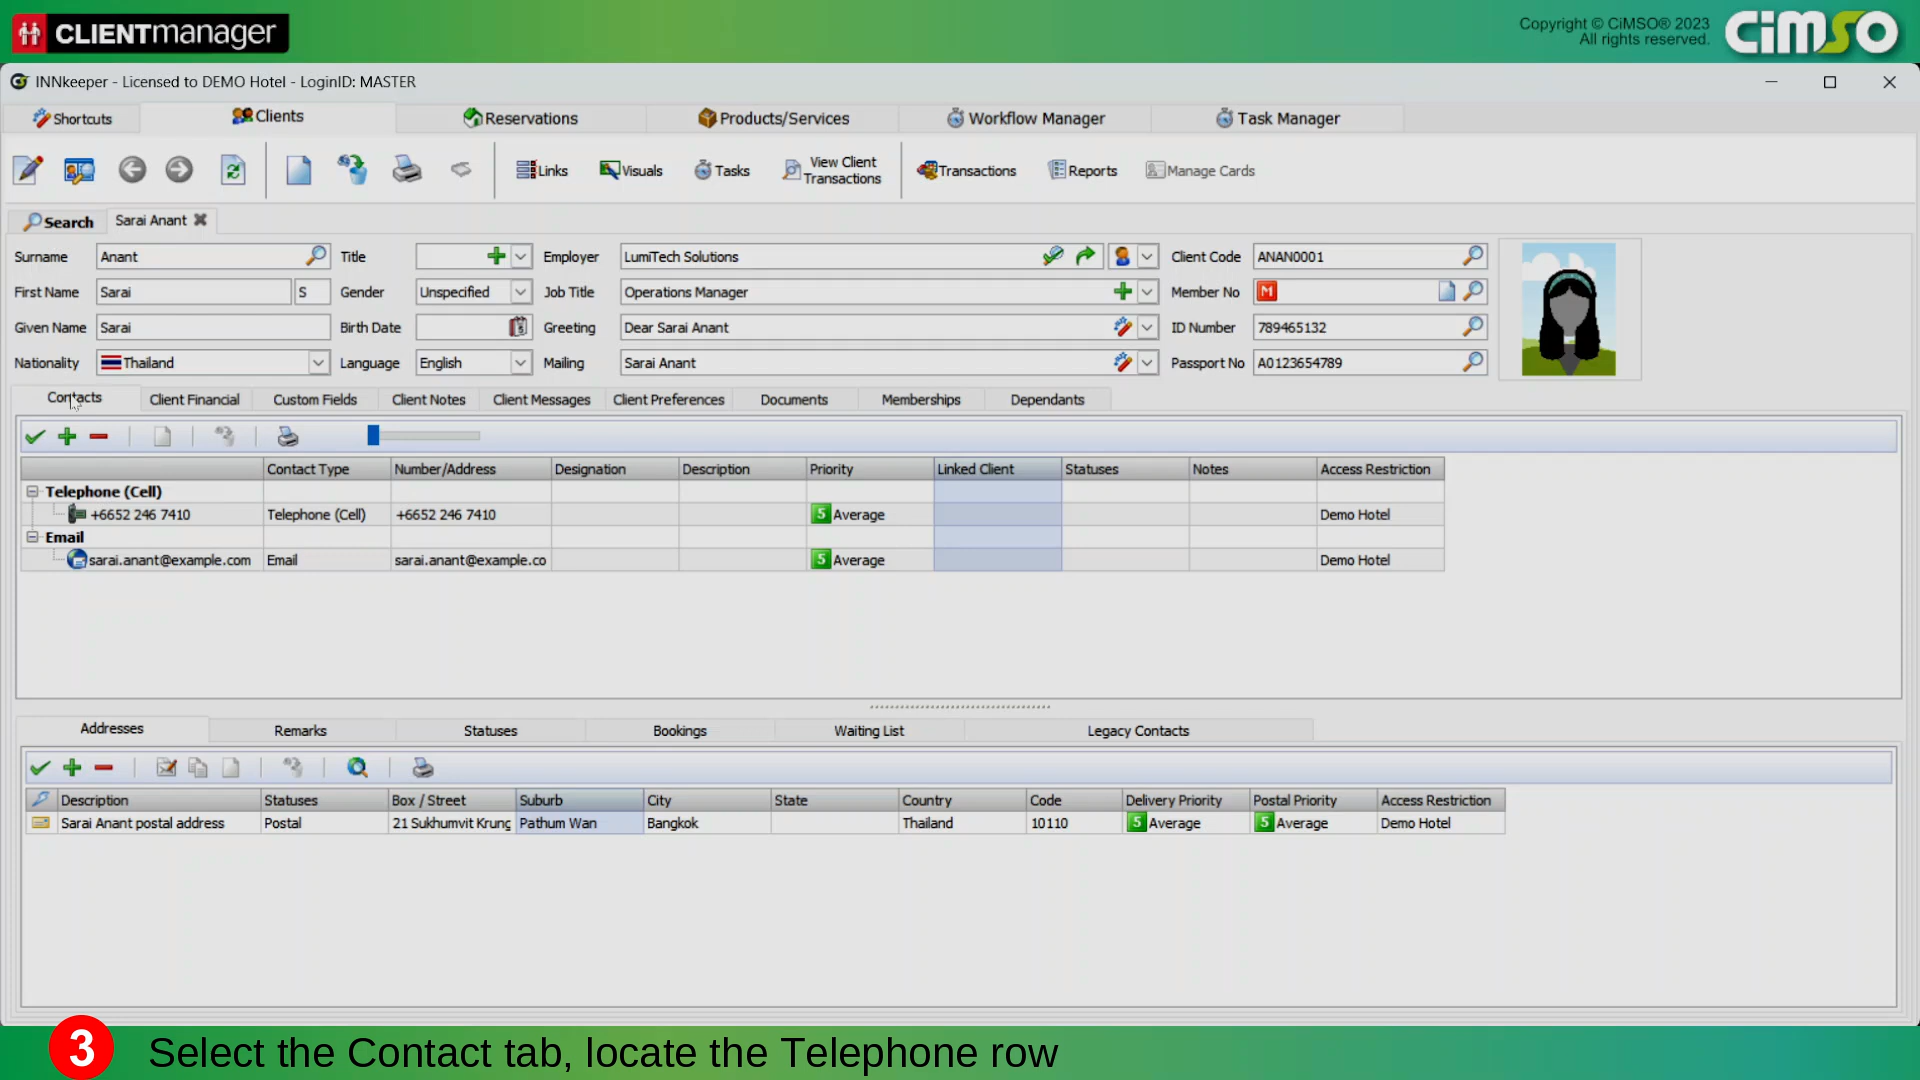 CLIENTmanager
Copyright © CiMSO® 2023
All rights reserved.
CiMSO
INNkeeper - Licensed to DEMO Hotel - LoginID: MASTER
Shortcuts
Clients
Reservations
Products/Services
Workflow Manager
Task Manager
Links
Visuals
Tasks
View Client
Transactions
Transactions
Reports
Manage Cards
Search
Sarai Anant
Surname Anant Title Employer LumiTech Solutions Client Code ANAN0001
First Name Sarai S Gender Unspecified Job Title Operations Manager Member No M
Given Name Sarai Birth Date Greeting Dear Sarai Anant ID Number 789465132
Nationality Thailand Language English Mailing Sarai Anant Passport No A0123654789
Contacts Client Financial Custom Fields Client Notes Client Messages Client Preferences Documents Memberships Dependants
Contact Type Number/Address Designation Description Priority Linked Client Statuses Notes Access Restriction
Telephone (Cell)
+6652 246 7410 Telephone (Cell) +6652 246 7410 5 Average Demo Hotel
Email
sarai.anant@example.com Email sarai.anant@example.co 5 Average Demo Hotel
Addresses Remarks Statuses Bookings Waiting List Legacy Contacts
Description Statuses Box / Street Suburb City State Country Code Delivery Priority Postal Priority Access Restriction
Sarai Anant postal address Postal 21 Sukhumvit Krung Pathum Wan Bangkok Thailand 10110 5 Average 5 Average Demo Hotel
3 Select the Contact tab, locate the Telephone row